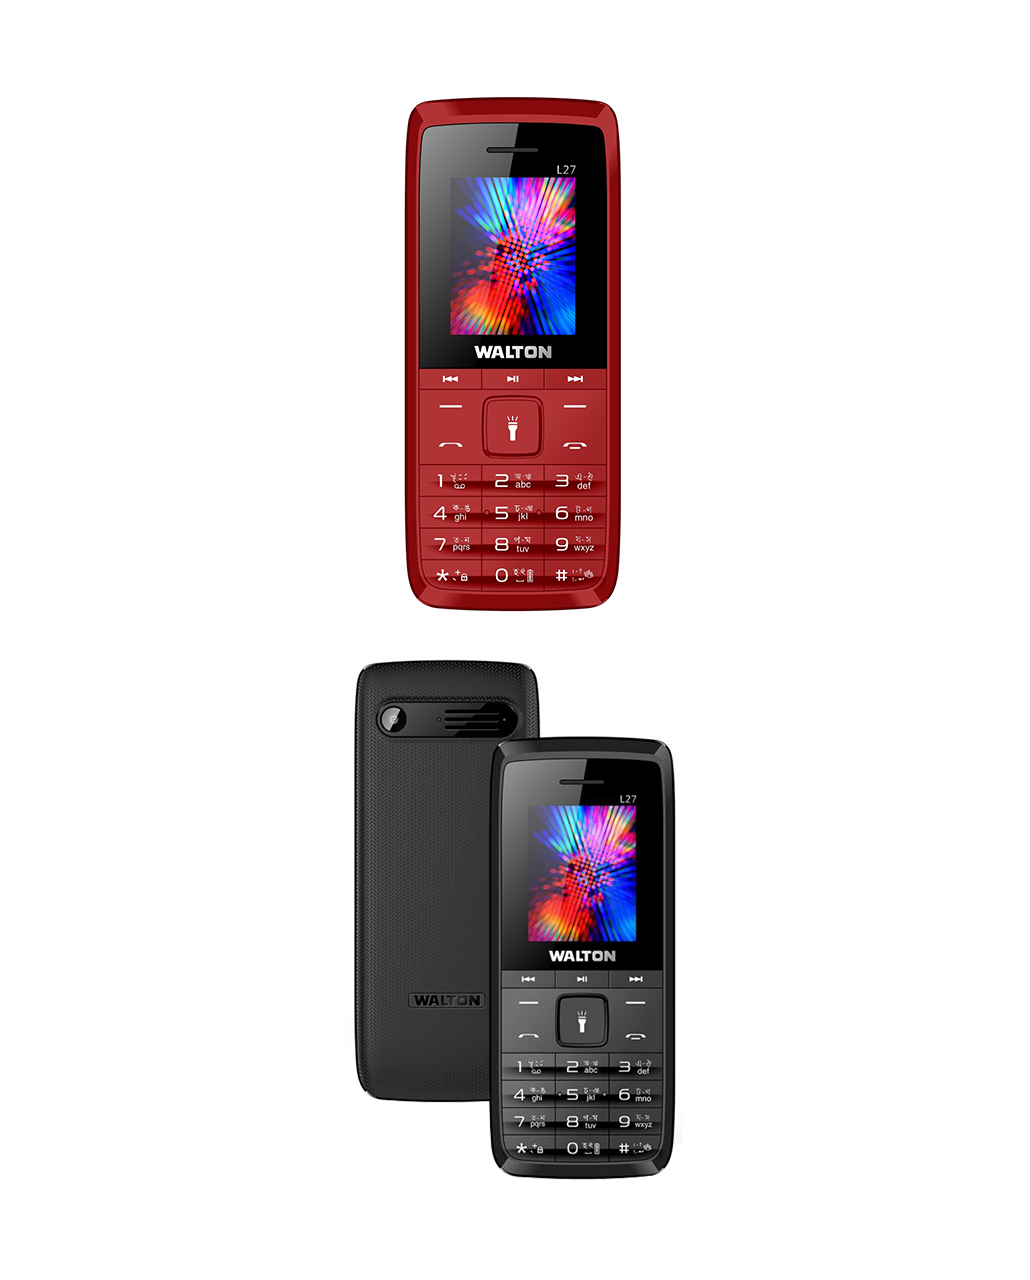 L27
WALTON
1
2 অ-ঃ abc
3 এ-ঔ def
4 ক-ঙ ghi
5 চ-ঞ jkl
6 ট-ণ mno
7 ত-ন pqrs
8 প-ম tuv
9 wxyz
*
0
#
L27
WALTON
WALTON
1
2 abc
3 def
4 ghi
5 jkl
6 mno
7 pqrs
8 tuv
9 wxyz
*
0
#